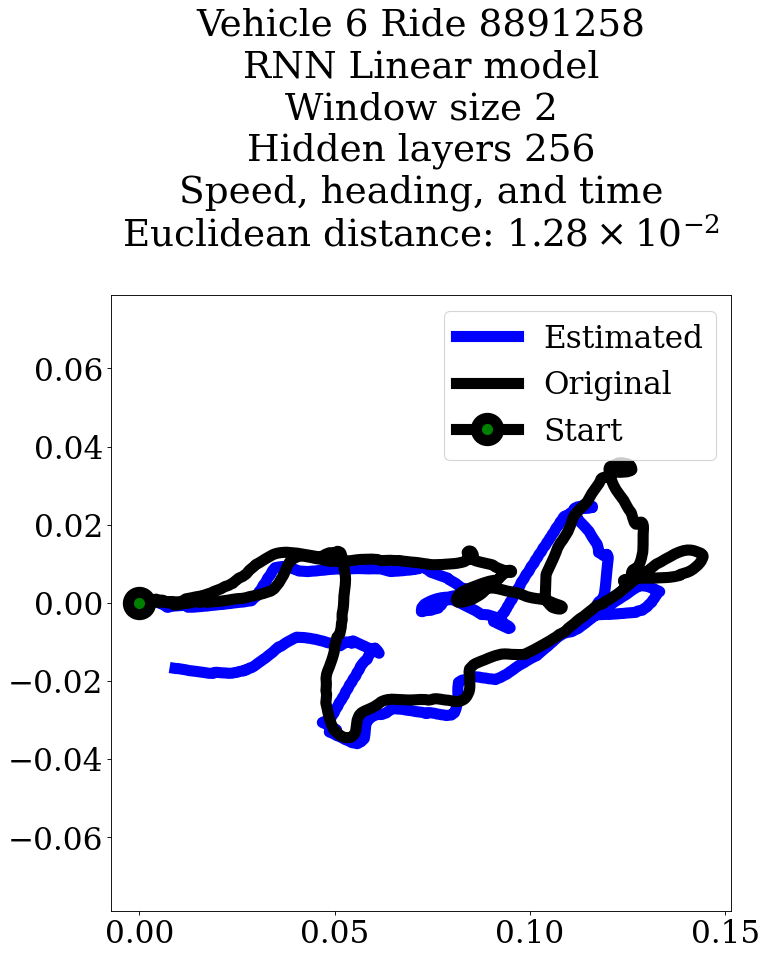 Vehicle 6 Ride 8891258
RNN Linear model
Window size 2
Hidden layers 256
Speed, heading, and time
Euclidean distance: 1.28 × 10⁻²
Estimated
Original
Start
0.06
0.04
0.02
0.00
−0.02
−0.04
−0.06
0.00 0.05 0.10 0.15